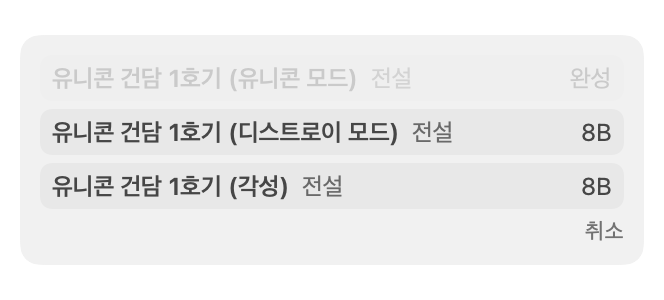 유니콘 건담 1호기 (유니콘 모드) 전설 완성
유니콘 건담 1호기 (디스트로이 모드) 전설 8B
유니콘 건담 1호기 (각성) 전설 8B
취소